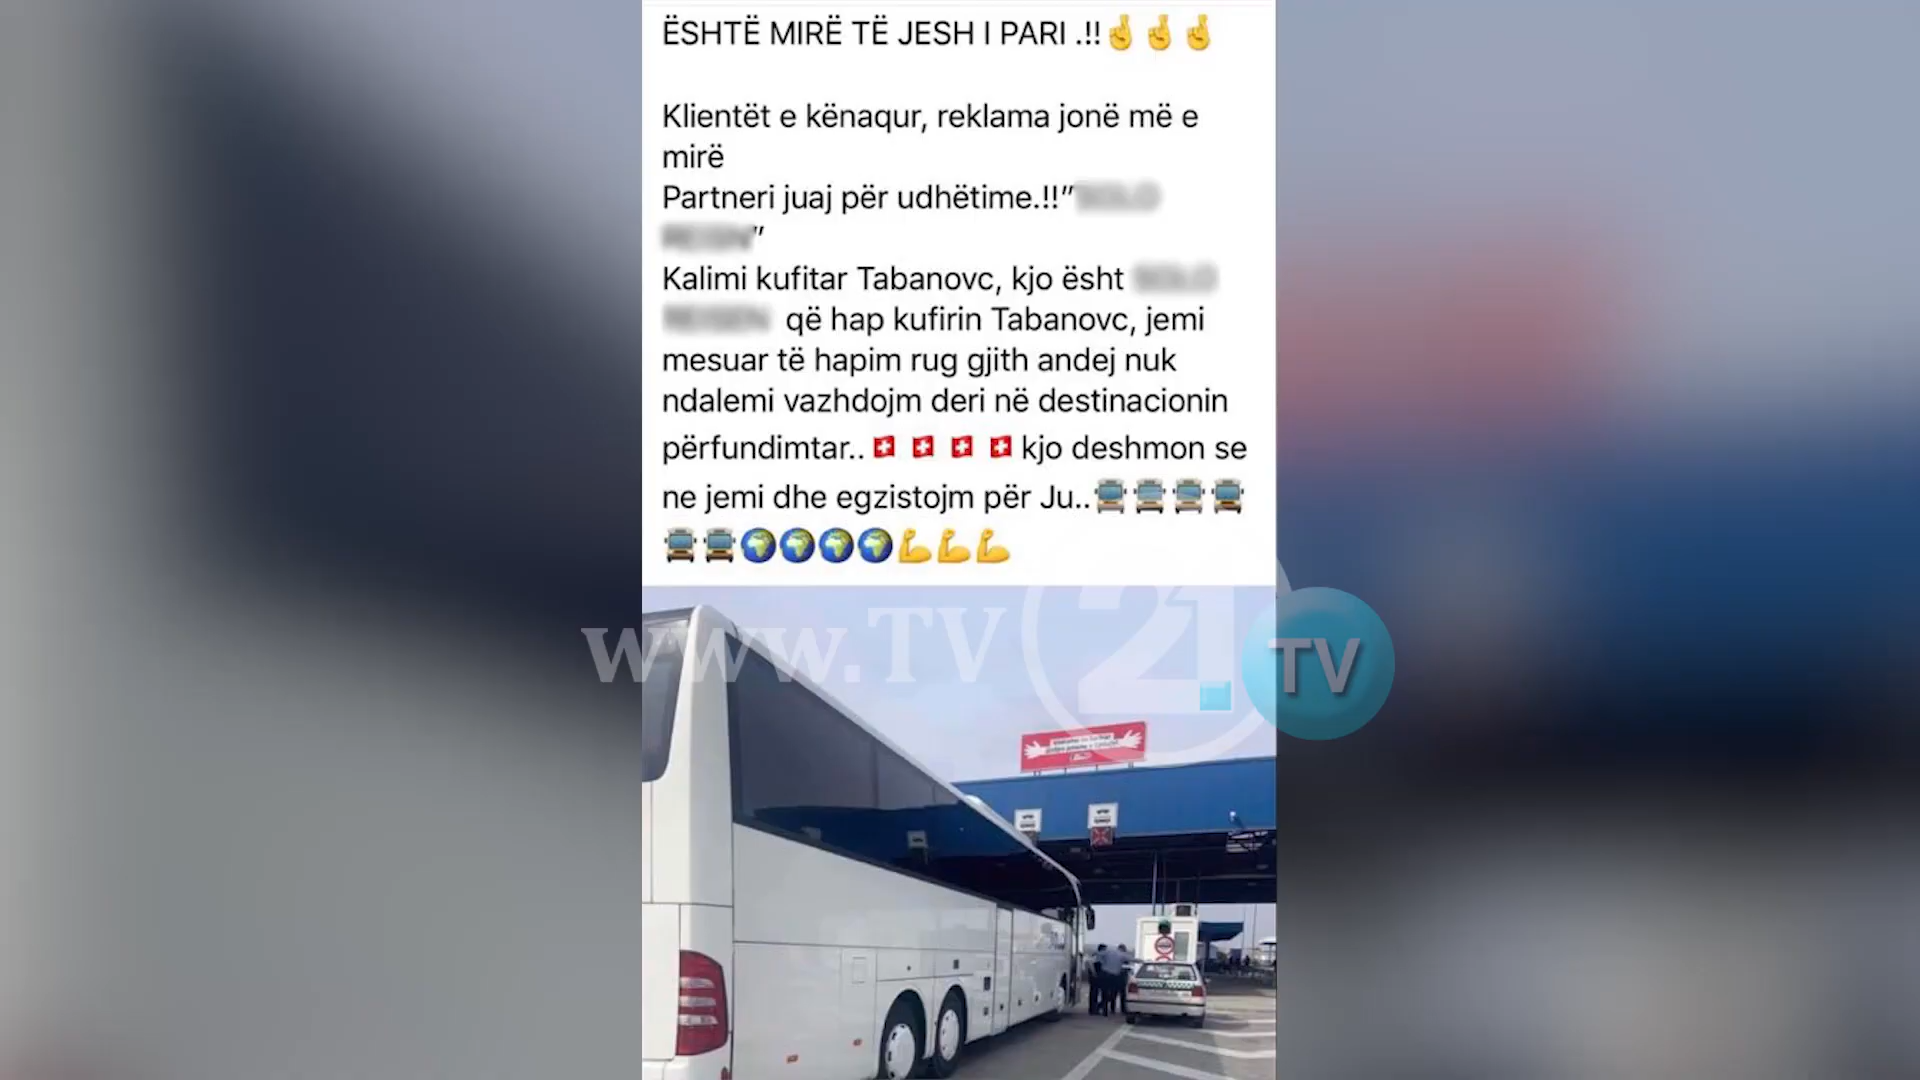 ËSHTË MIRË TË JESH I PARI .!!🤞🤞🤞
Klientët e kënaqur, reklama jonë më e
mirë
Partneri juaj për udhëtime.!!”
”
Kalimi kufitar Tabanovc, kjo ësht
që hap kufirin Tabanovc, jemi
mesuar të hapim rug gjith andej nuk
ndalemi vazhdojm deri në destinacionin
përfundimtar..🇨🇭🇨🇭🇨🇭🇨🇭kjo deshmon se
ne jemi dhe egzistojm për Ju..🚍🚍🚍🚍
🚍🚍🌍🌍🌍🌍💪💪💪
www.TV21.TV